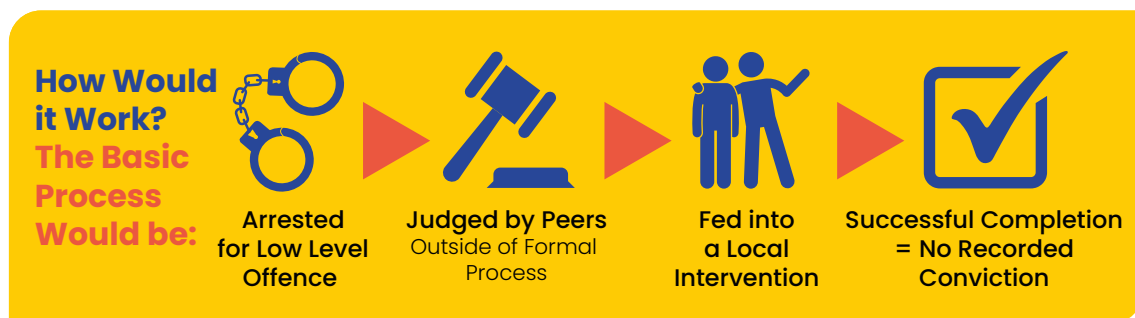 How Would
it Work?
The Basic
Process
Would be:
Arrested
for Low Level
Offence
Judged by Peers
Outside of Formal
Process
Fed into
a Local
Intervention
Successful Completion
= No Recorded
Conviction